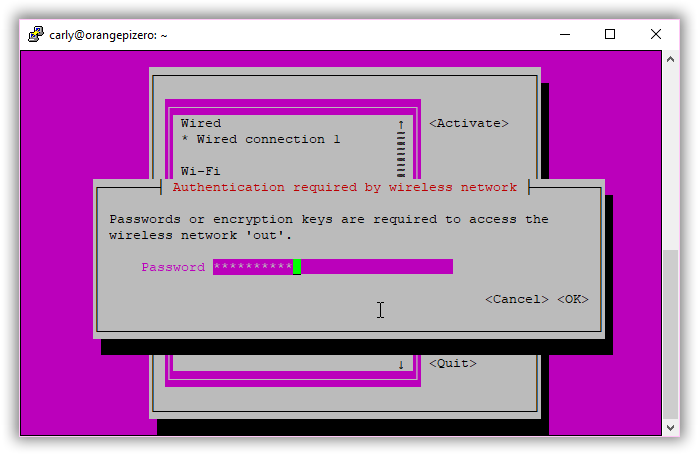 carly@orangepizero: ~
Wired
* Wired connection 1
<Activate>
Wi-Fi
Authentication required by wireless network
Passwords or encryption keys are required to access the
wireless network 'out'.
Password **********
<Cancel> <OK>
<Quit>